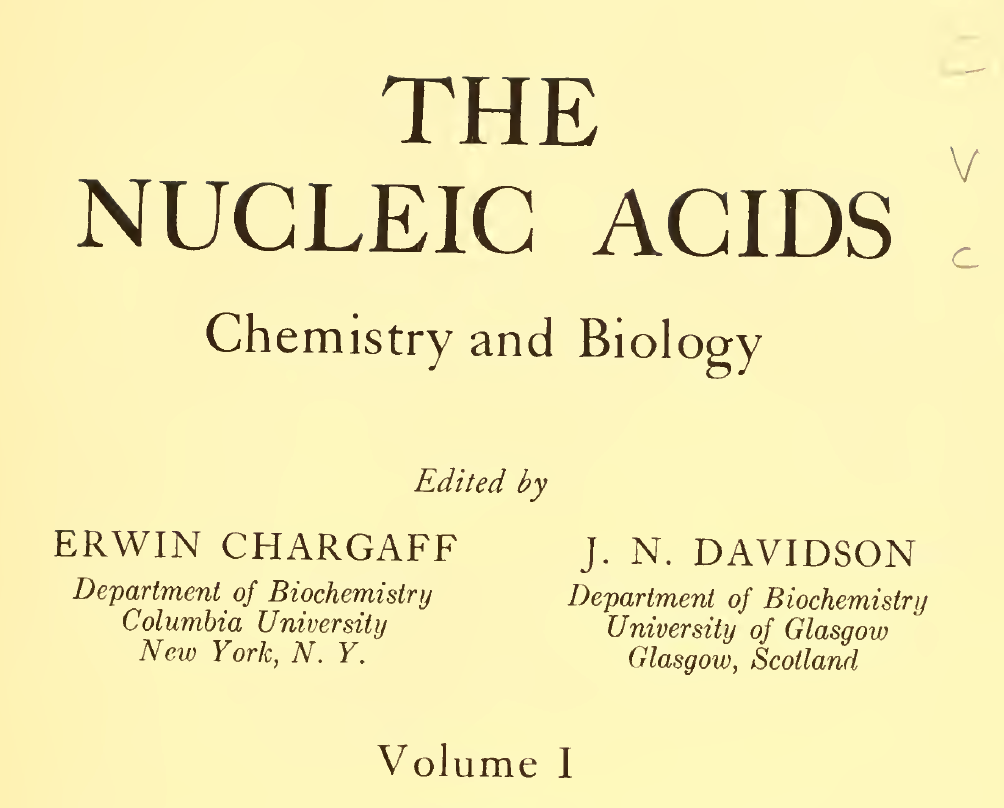 THE
NUCLEIC ACIDS
Chemistry and Biology
Edited by
ERWIN CHARGAFF
Department of Biochemistry
Columbia University
New York, N. Y.
J. N. DAVIDSON
Department of Biochemistry
University of Glasgow
Glasgow, Scotland
Volume I
V
C